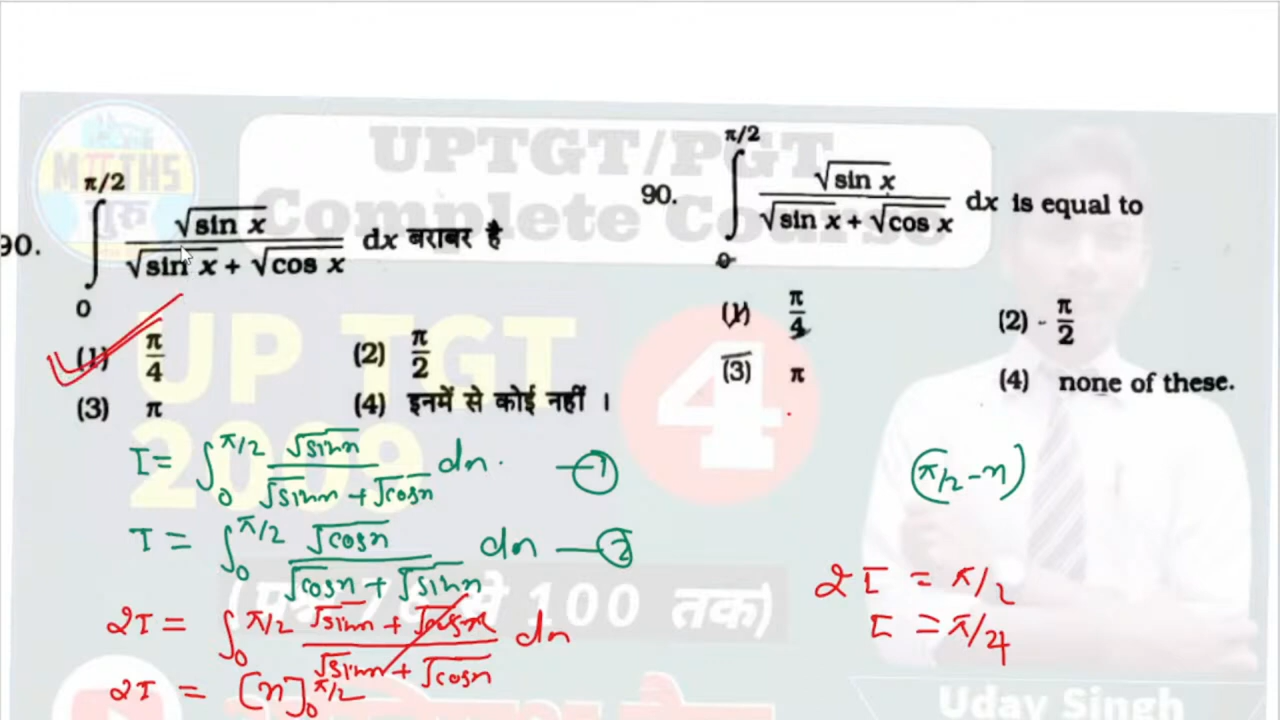 MπTHS
गुरु
UPTGT/PGT
Complete Course
UP TGT
2009
4
90. ∫₀^{π/2} √sin x / (√sin x + √cos x) dx बराबर है
(1) π/4 (2) π/2
(3) π (4) इनमें से कोई नहीं ।
90. ∫₀^{π/2} √sin x / (√sin x + √cos x) dx is equal to
(1) π/4 (2) - π/2
(3) π (4) none of these.
I = ∫₀^{π/2} √sinx / (√sinx + √cosx) dx. —①
I = ∫₀^{π/2} √cosx / (√cosx + √sinx) dx —②
2I = ∫₀^{π/2} (√sinx + √cosx) / (√sinx + √cosx) dx
2I = [x]₀^{π/2}
(π/2 - x)
2I = π/2
I = π/4
100 तक)
Uday Singh